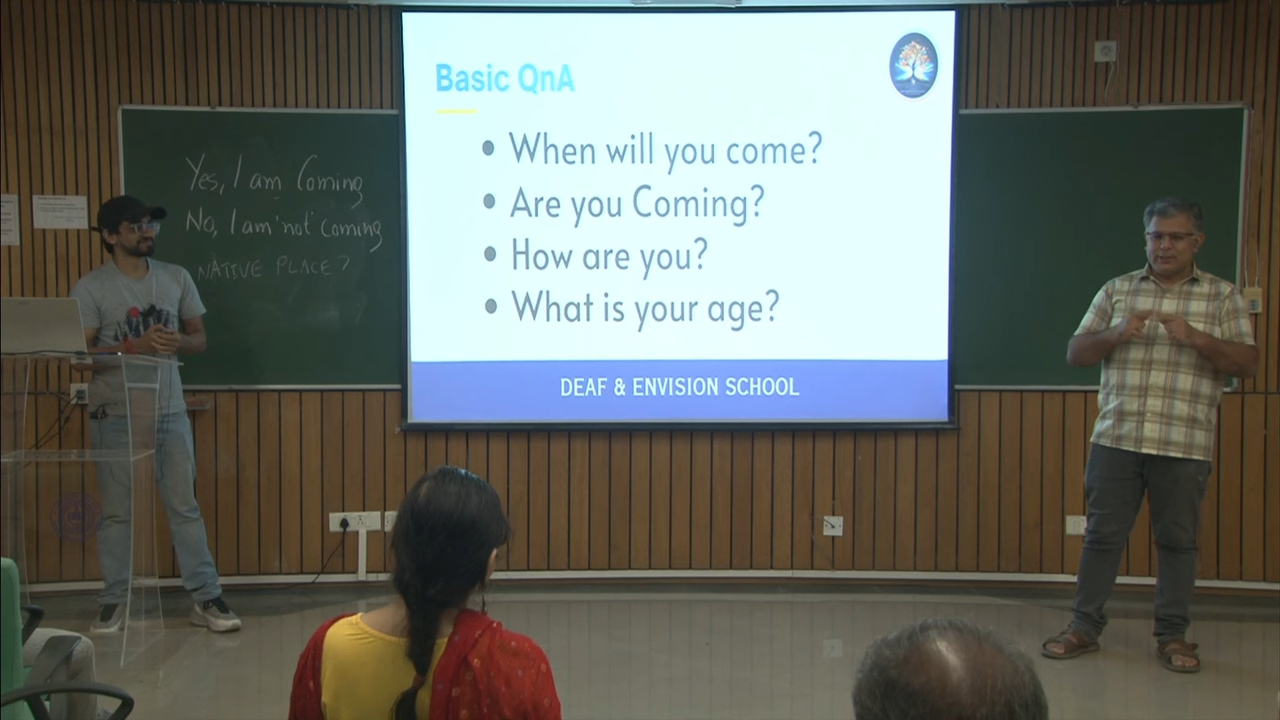 Basic QnA
• When will you come?
• Are you Coming?
• How are you?
• What is your age?
DEAF & ENVISION SCHOOL
Yes, I am Coming
No, I am "not" Coming
NATIVE PLACE?